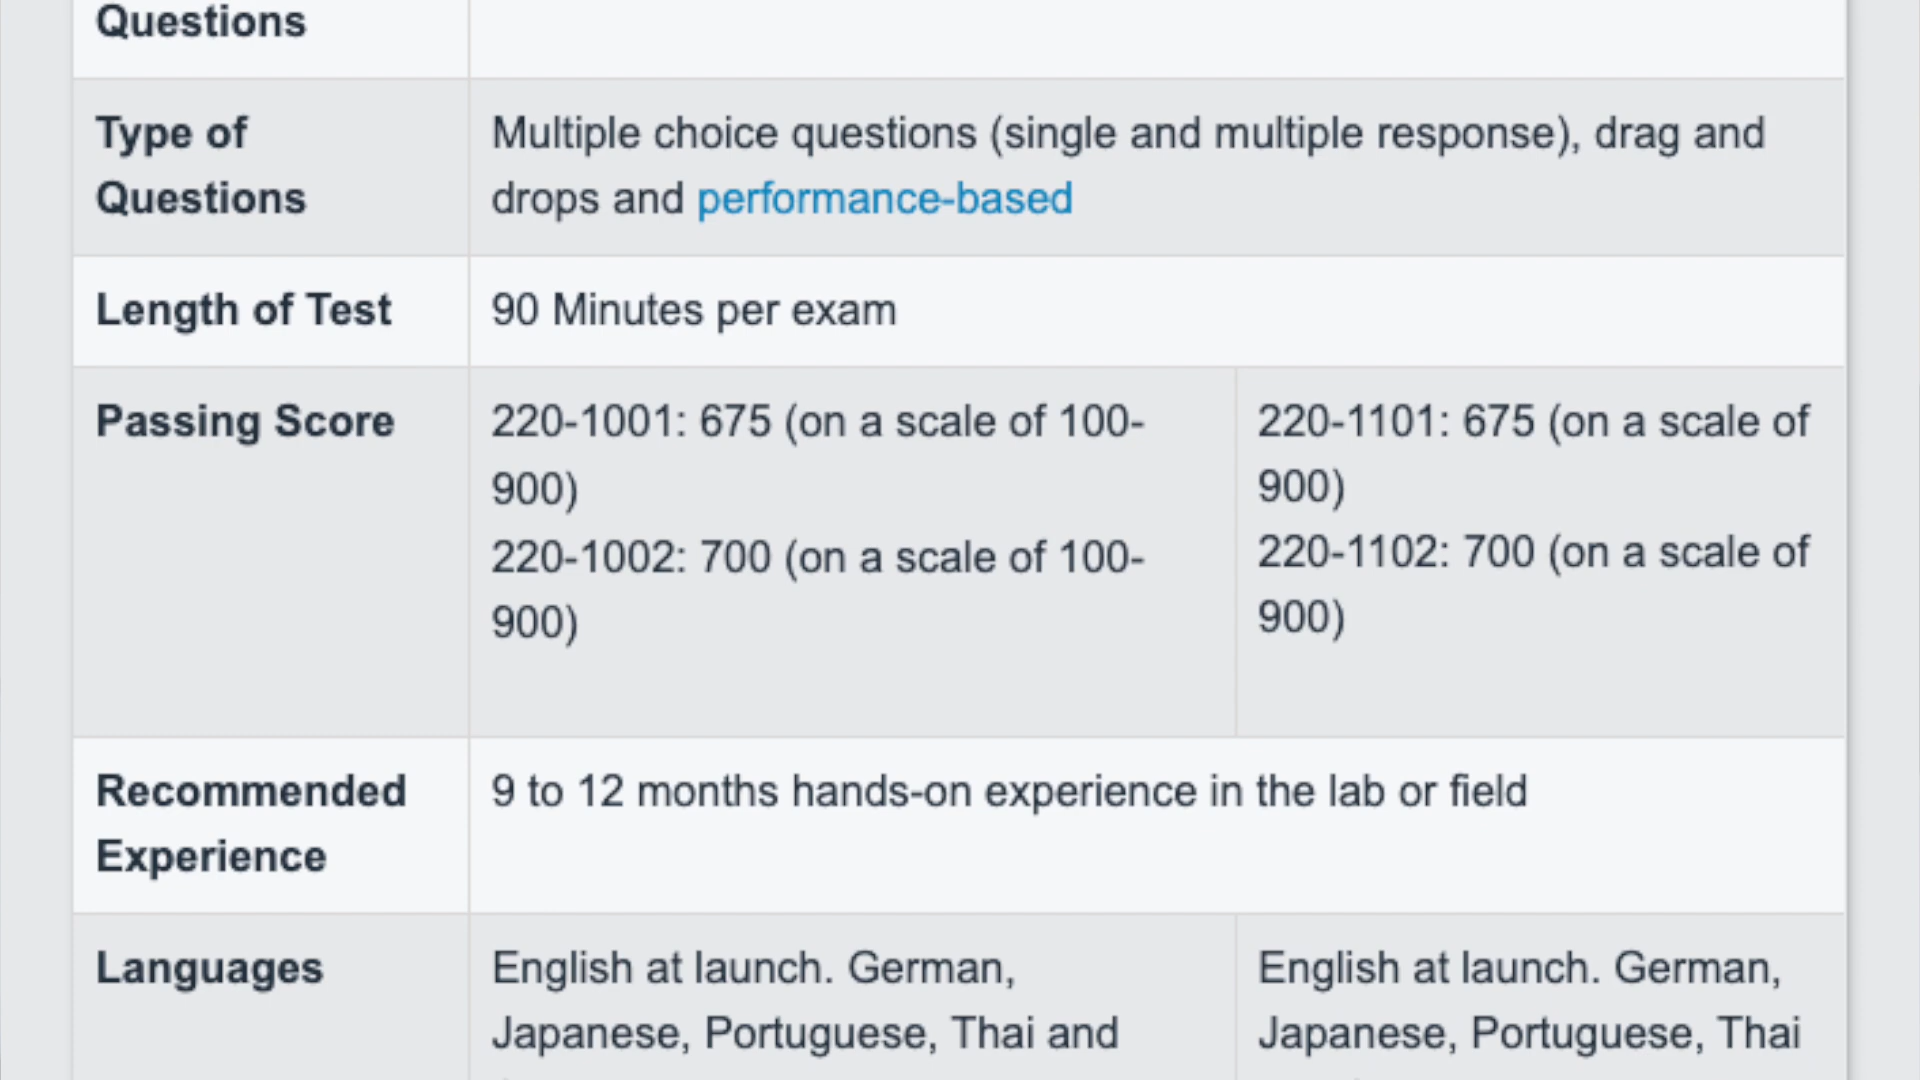 Questions
Type of
Questions
Multiple choice questions (single and multiple response), drag and
drops and performance-based
Length of Test
90 Minutes per exam
Passing Score
220-1001: 675 (on a scale of 100-
900)
220-1002: 700 (on a scale of 100-
900)
220-1101: 675 (on a scale of
900)
220-1102: 700 (on a scale of
900)
Recommended
Experience
9 to 12 months hands-on experience in the lab or field
Languages
English at launch. German,
Japanese, Portuguese, Thai and
English at launch. German,
Japanese, Portuguese, Thai